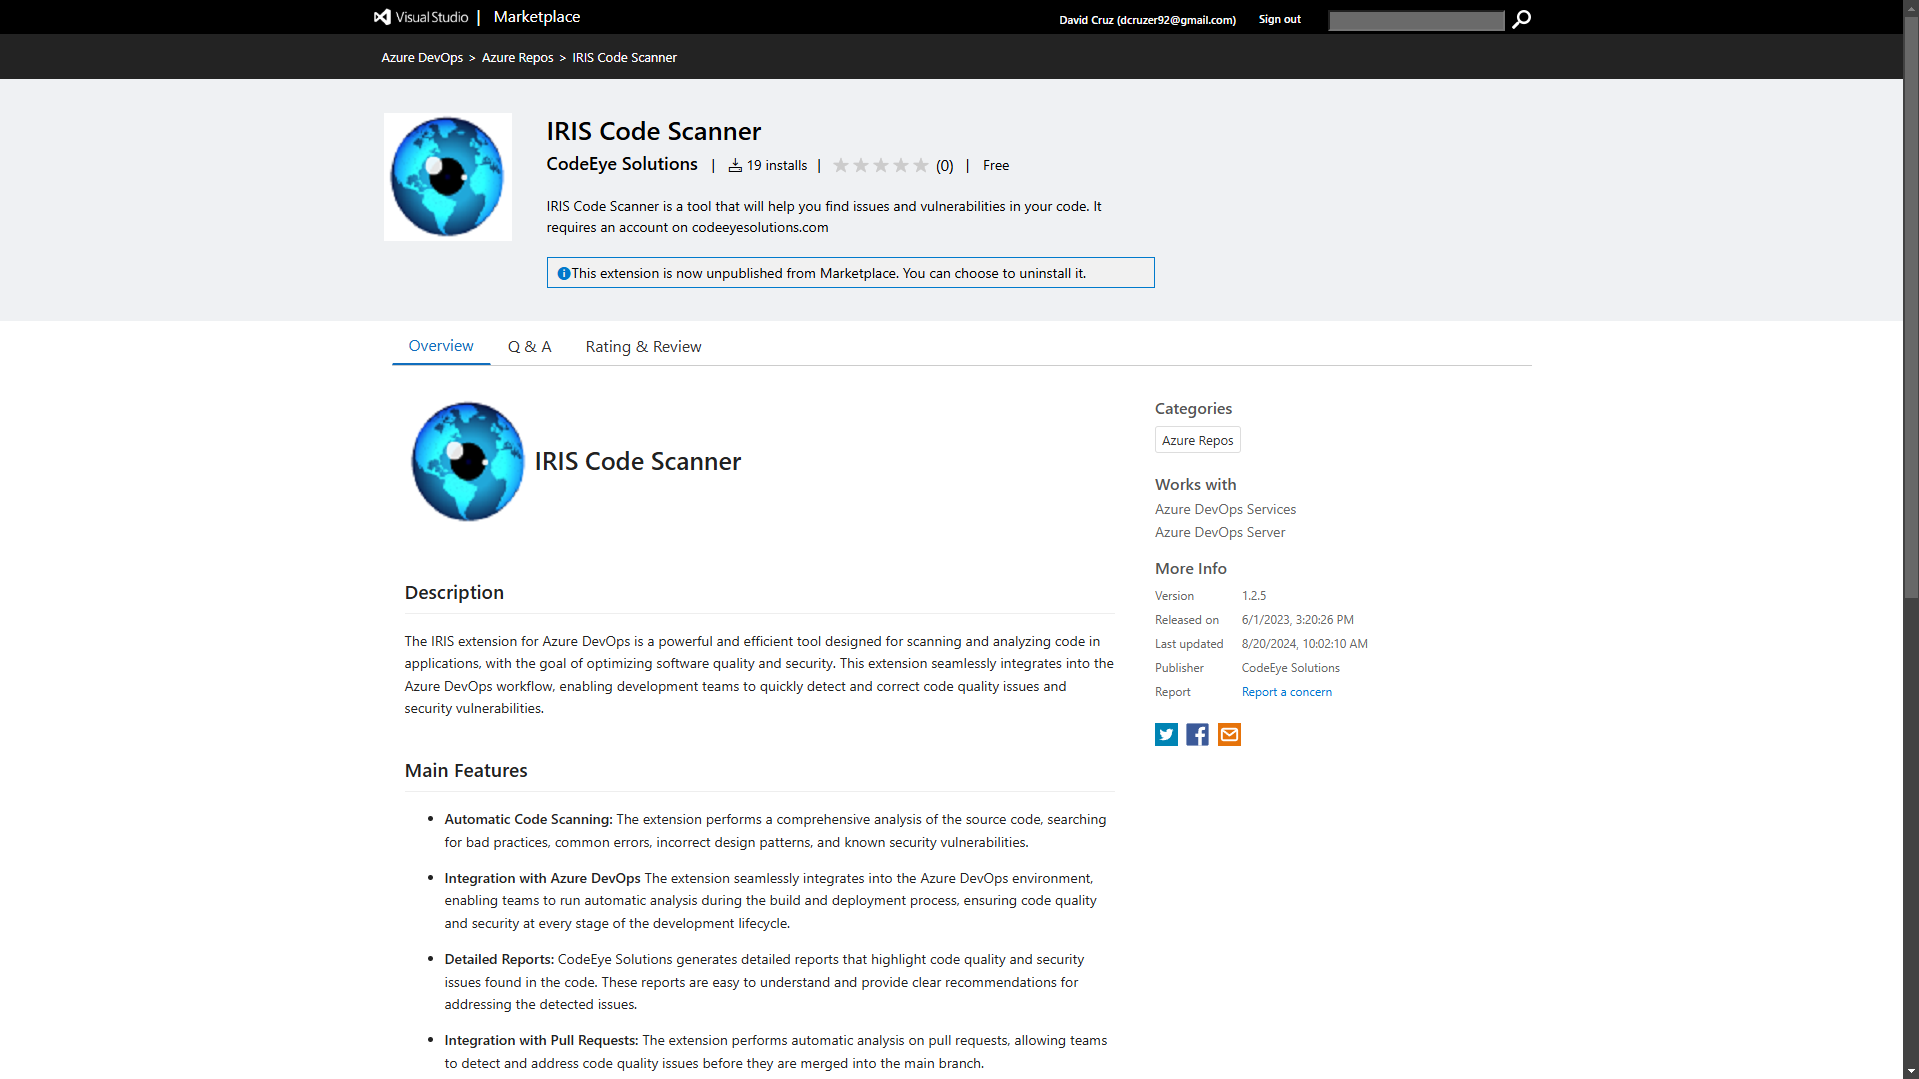 Visual Studio | Marketplace
David Cruz (dcruzer92@gmail.com) Sign out
Azure DevOps > Azure Repos > IRIS Code Scanner
IRIS Code Scanner
CodeEye Solutions | 19 installs | (0) | Free
IRIS Code Scanner is a tool that will help you find issues and vulnerabilities in your code. It
requires an account on codeeyesolutions.com
This extension is now unpublished from Marketplace. You can choose to uninstall it.
Overview Q & A Rating & Review
IRIS Code Scanner
Description
The IRIS extension for Azure DevOps is a powerful and efficient tool designed for scanning and analyzing code in
applications, with the goal of optimizing software quality and security. This extension seamlessly integrates into the
Azure DevOps workflow, enabling development teams to quickly detect and correct code quality issues and
security vulnerabilities.
Main Features
• Automatic Code Scanning: The extension performs a comprehensive analysis of the source code, searching
for bad practices, common errors, incorrect design patterns, and known security vulnerabilities.
• Integration with Azure DevOps The extension seamlessly integrates into the Azure DevOps environment,
enabling teams to run automatic analysis during the build and deployment process, ensuring code quality
and security at every stage of the development lifecycle.
• Detailed Reports: CodeEye Solutions generates detailed reports that highlight code quality and security
issues found in the code. These reports are easy to understand and provide clear recommendations for
addressing the detected issues.
• Integration with Pull Requests: The extension performs automatic analysis on pull requests, allowing teams
to detect and address code quality issues before they are merged into the main branch.
Categories
Azure Repos
Works with
Azure DevOps Services
Azure DevOps Server
More Info
Version 1.2.5
Released on 6/1/2023, 3:20:26 PM
Last updated 8/20/2024, 10:02:10 AM
Publisher CodeEye Solutions
Report Report a concern